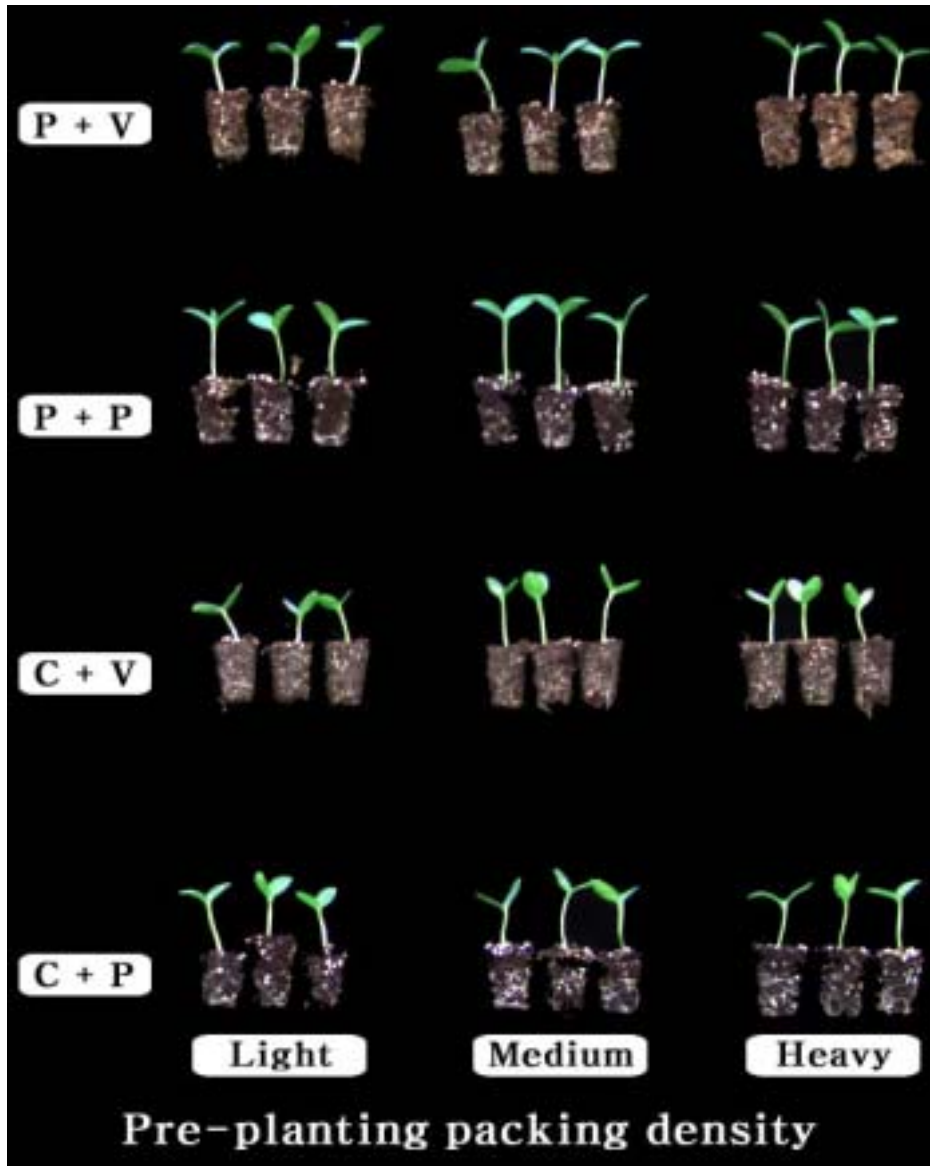 P + V
P + P
C + V
C + P
Light Medium Heavy
Pre-planting packing density